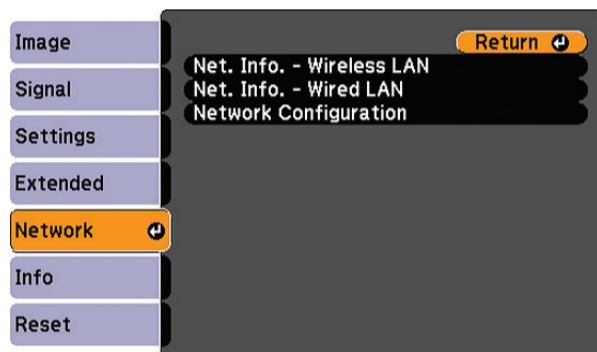 Image
Signal
Settings
Extended
Network
Info
Reset
Return
Net. Info. - Wireless LAN
Net. Info. - Wired LAN
Network Configuration